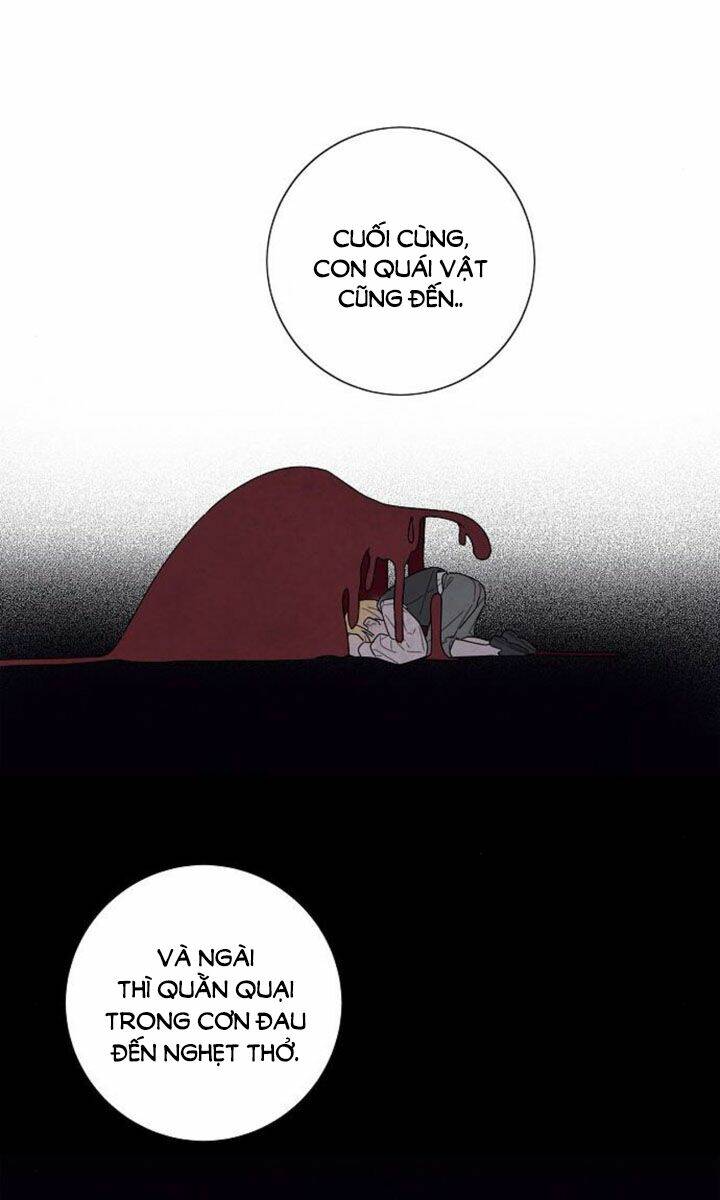 CUỐI CÙNG,
CON QUÁI VẬT
CŨNG ĐẾN..
VÀ NGÀI
THÌ QUẰN QUẠI
TRONG CƠN ĐAU
ĐẾN NGHẸT THỞ.